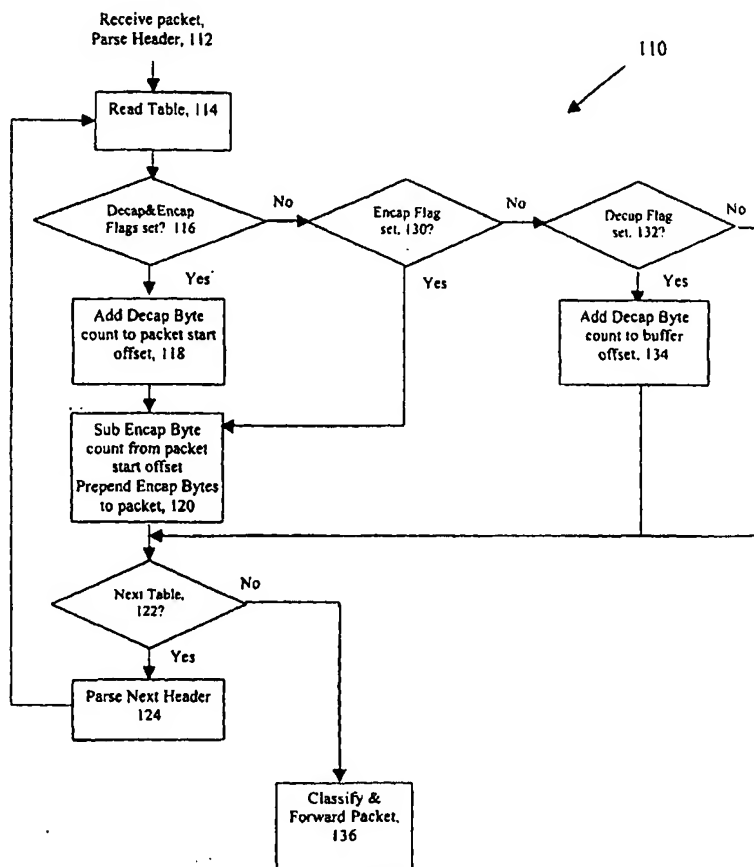 Receive packet,
Parse Header, 112
110
Read Table, 114
Decap&Encap
Flags set? 116
No
Encap Flag
set, 130?
No
Decup Flag
set, 132?
No
Yes
Yes
Yes
Add Decap Byte
count to packet start
offset, 118
Add Decap Byte
count to buffer
offset, 134
Sub Encap Byte
count from packet
start offset
Prepend Encap Bytes
to packet, 120
Next Table,
122?
No
Yes
Parse Next Header
124
Classify &
Forward Packet,
136